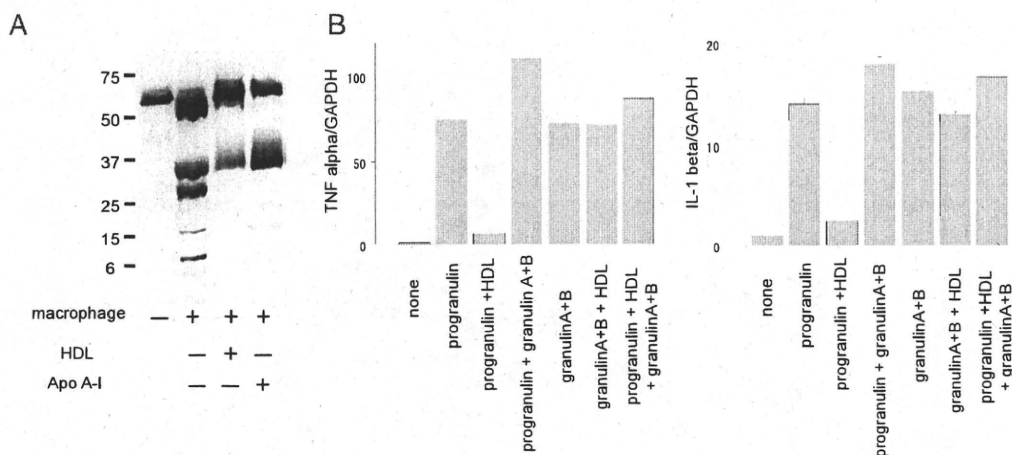 A
75
50
37
25
15
6
macrophage — + + +
HDL — + —
Apo A-I — — +
B
TNF alpha/GAPDH
100
50
0
none
progranulin
progranulin +HDL
progranulin + granulin A+B
granulinA+B
granulinA+B + HDL
progranulin + HDL
+ granulinA+B
IL-1 beta/GAPDH
20
10
0
none
progranulin
progranulin +HDL
progranulin + granulinA+B
granulinA+B
granulinA+B + HDL
progranulin +HDL
+ granulinA+B